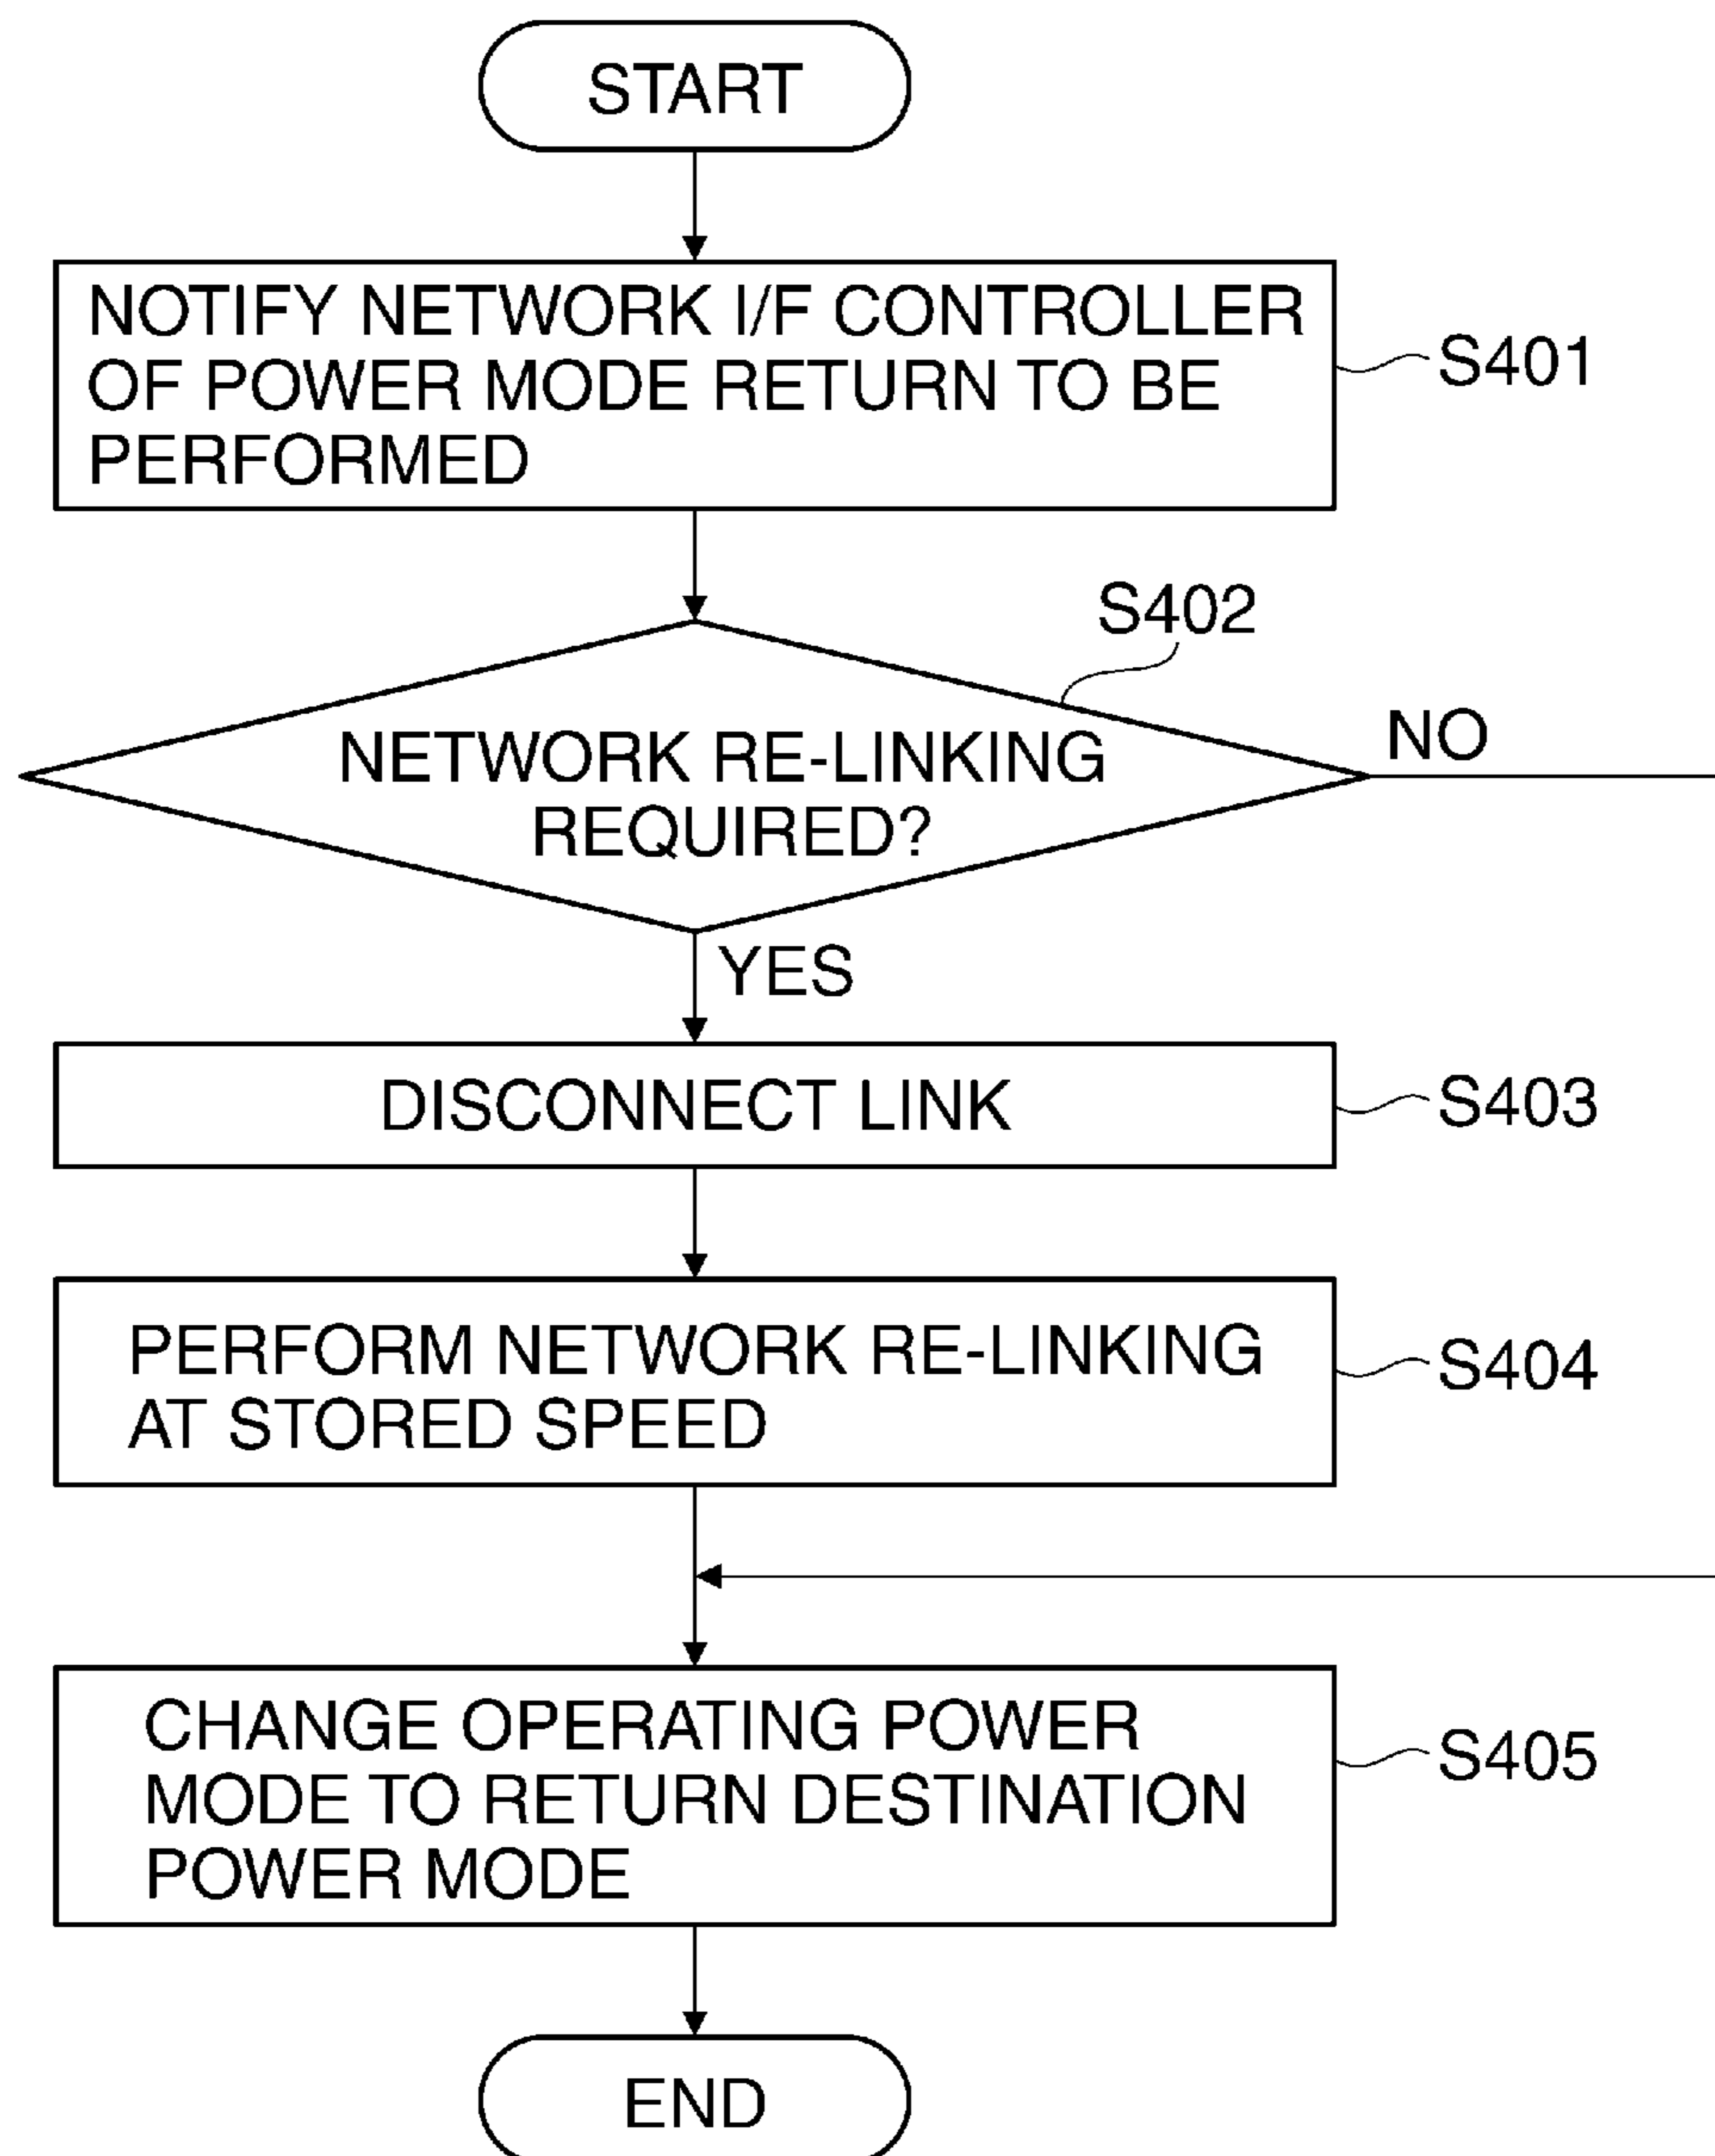 START
NOTIFY NETWORK I/F CONTROLLER
OF POWER MODE RETURN TO BE
PERFORMED
S401
S402
NETWORK RE-LINKING
REQUIRED?
NO
YES
DISCONNECT LINK
S403
PERFORM NETWORK RE-LINKING
AT STORED SPEED
S404
CHANGE OPERATING POWER
MODE TO RETURN DESTINATION
POWER MODE
S405
END